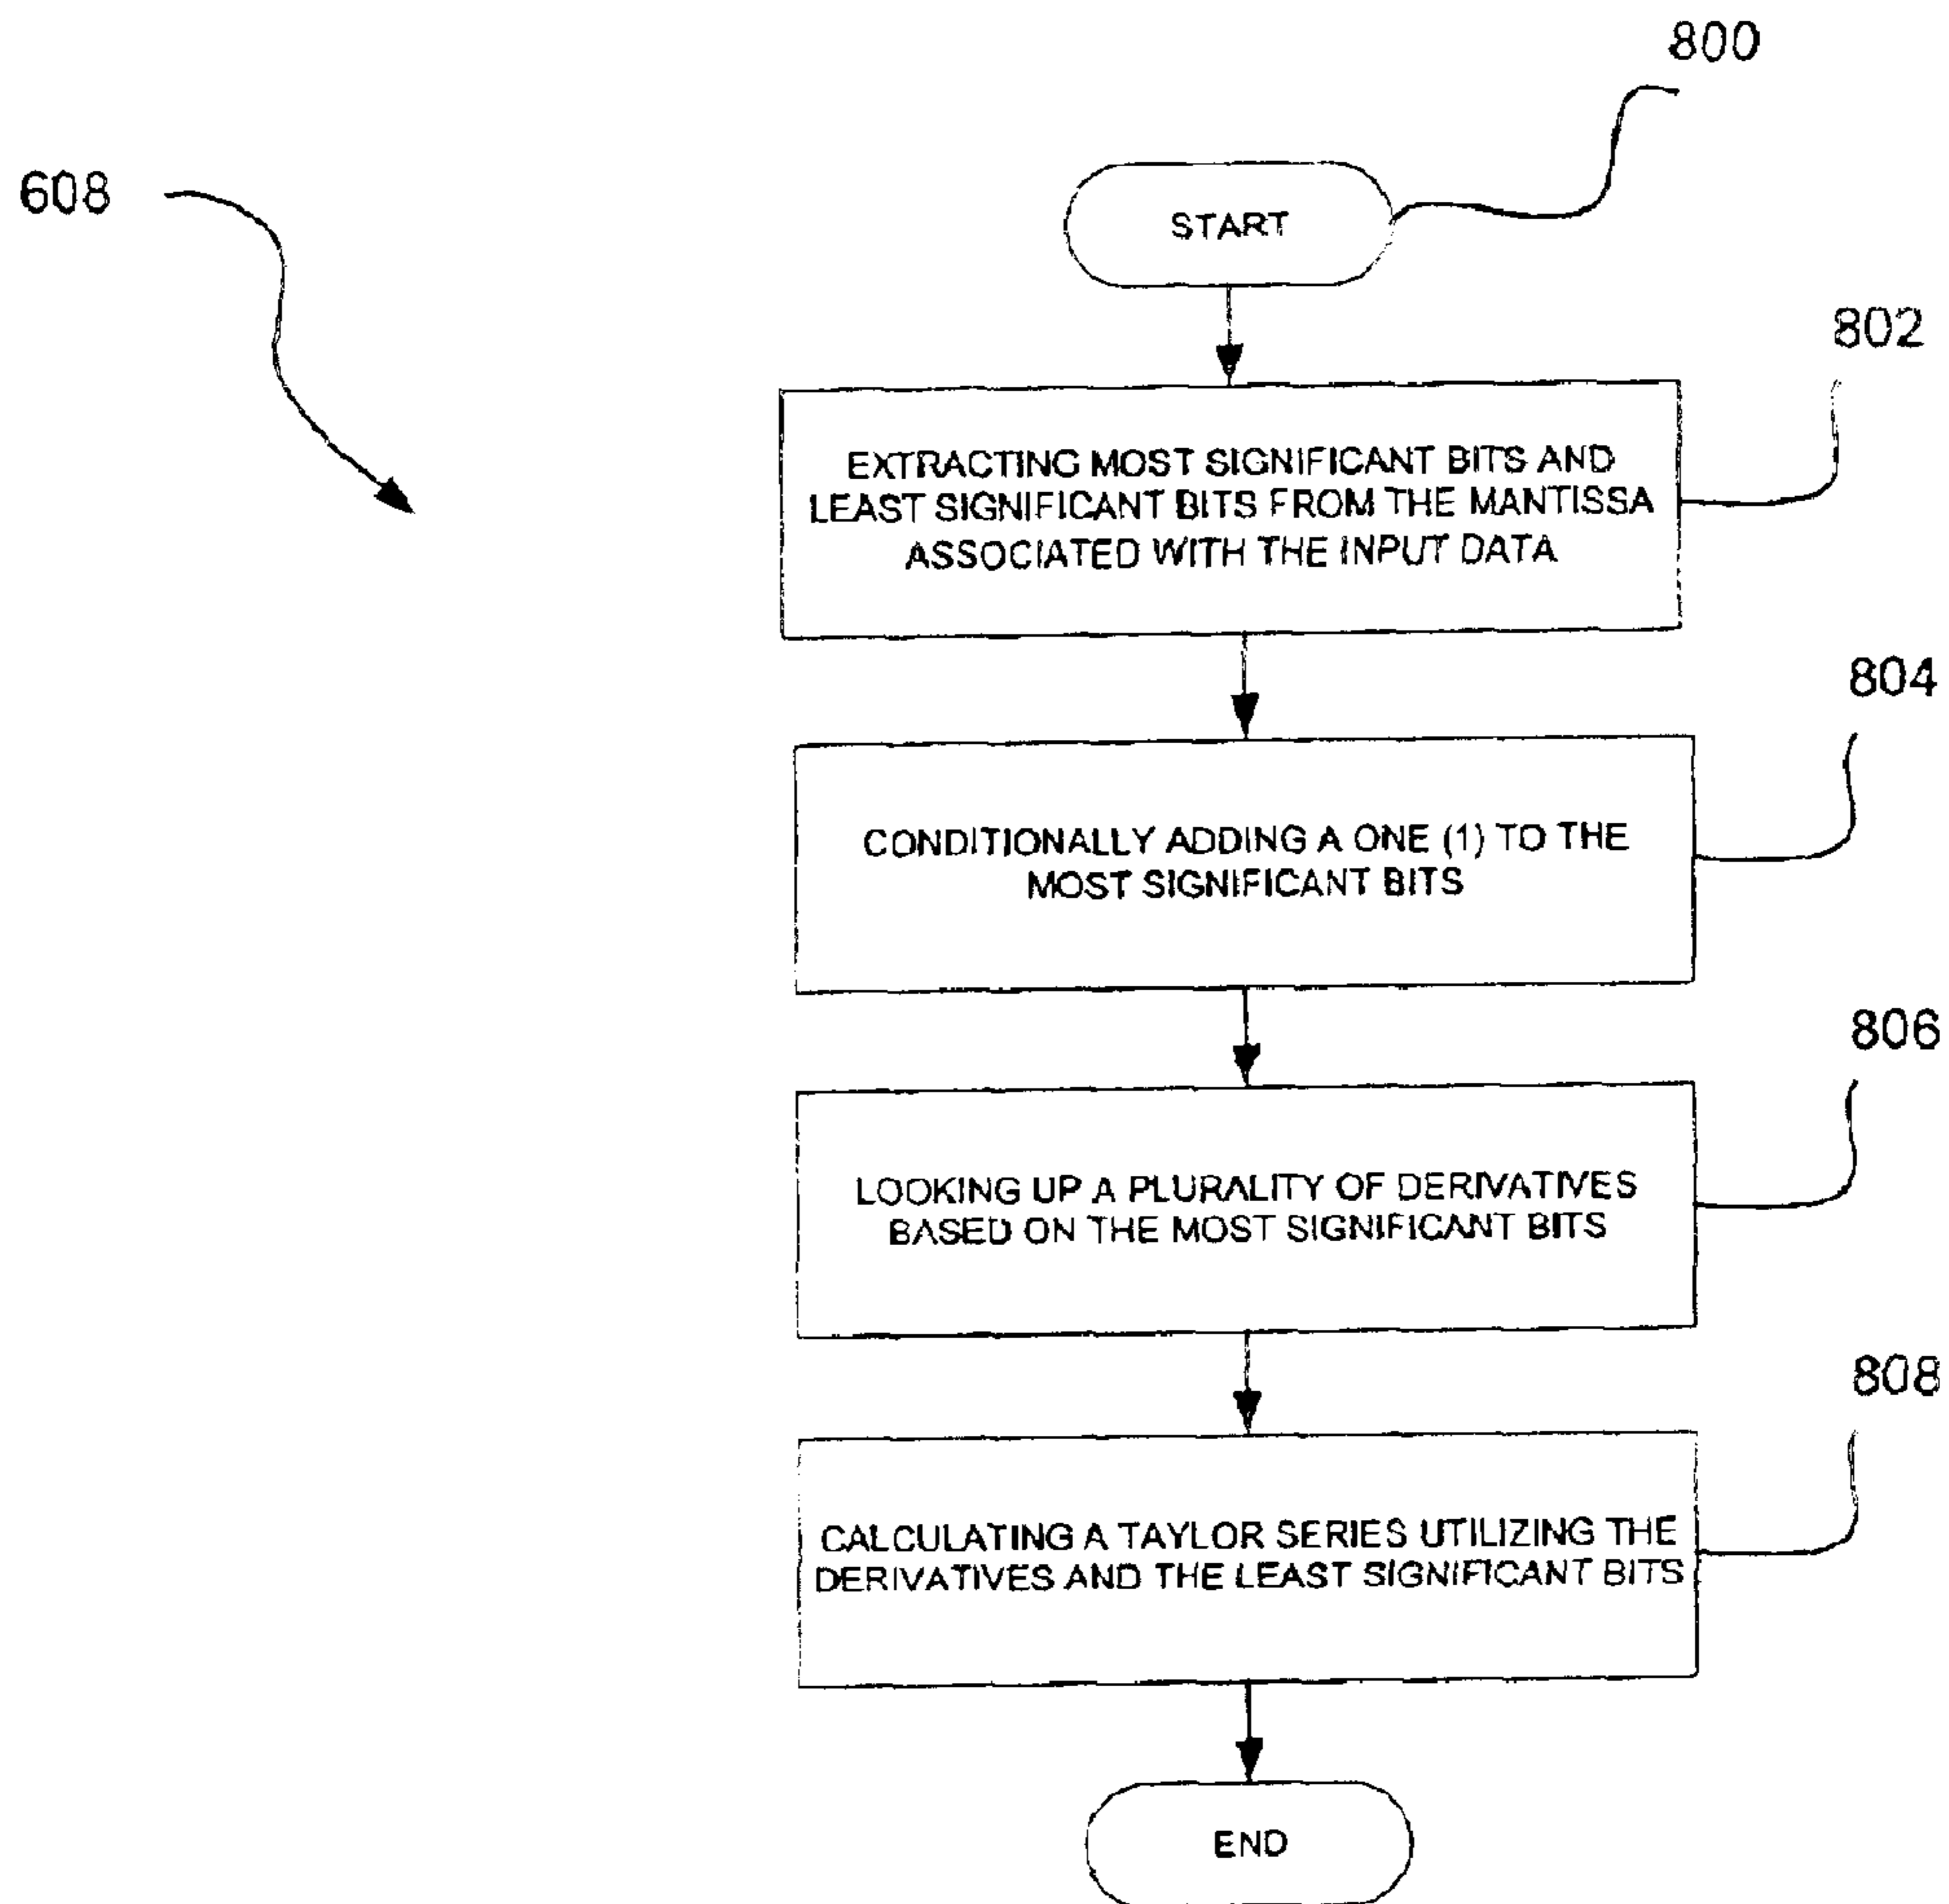 800
608
START
802
EXTRACTING MOST SIGNIFICANT BITS AND
LEAST SIGNIFICANT BITS FROM THE MANTISSA
ASSOCIATED WITH THE INPUT DATA
804
CONDITIONALLY ADDING A ONE (1) TO THE
MOST SIGNIFICANT BITS
806
LOOKING UP A PLURALITY OF DERIVATIVES
BASED ON THE MOST SIGNIFICANT BITS
808
CALCULATING A TAYLOR SERIES UTILIZING THE
DERIVATIVES AND THE LEAST SIGNIFICANT BITS
END